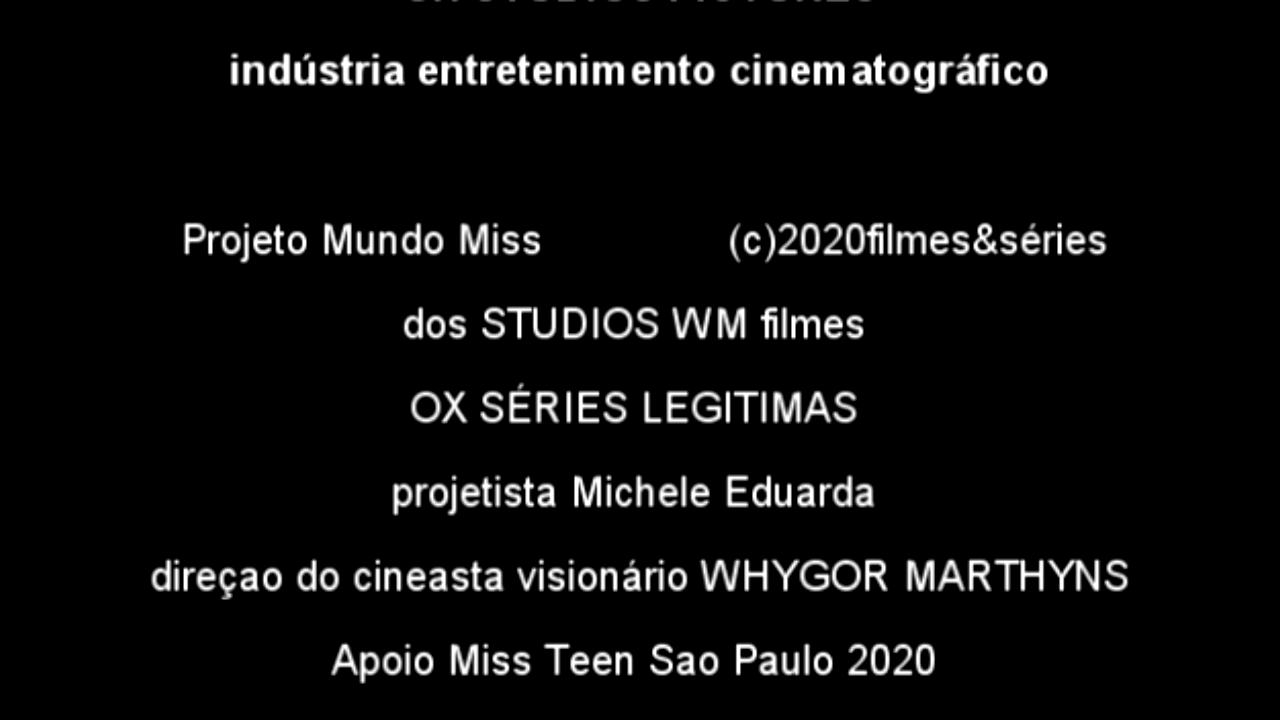 indústria entretenimento cinematográfico
Projeto Mundo Miss (c)2020filmes&séries
dos STUDIOS WM filmes
OX SÉRIES LEGITIMAS
projetista Michele Eduarda
direçao do cineasta visionário WHYGOR MARTHYNS
Apoio Miss Teen Sao Paulo 2020